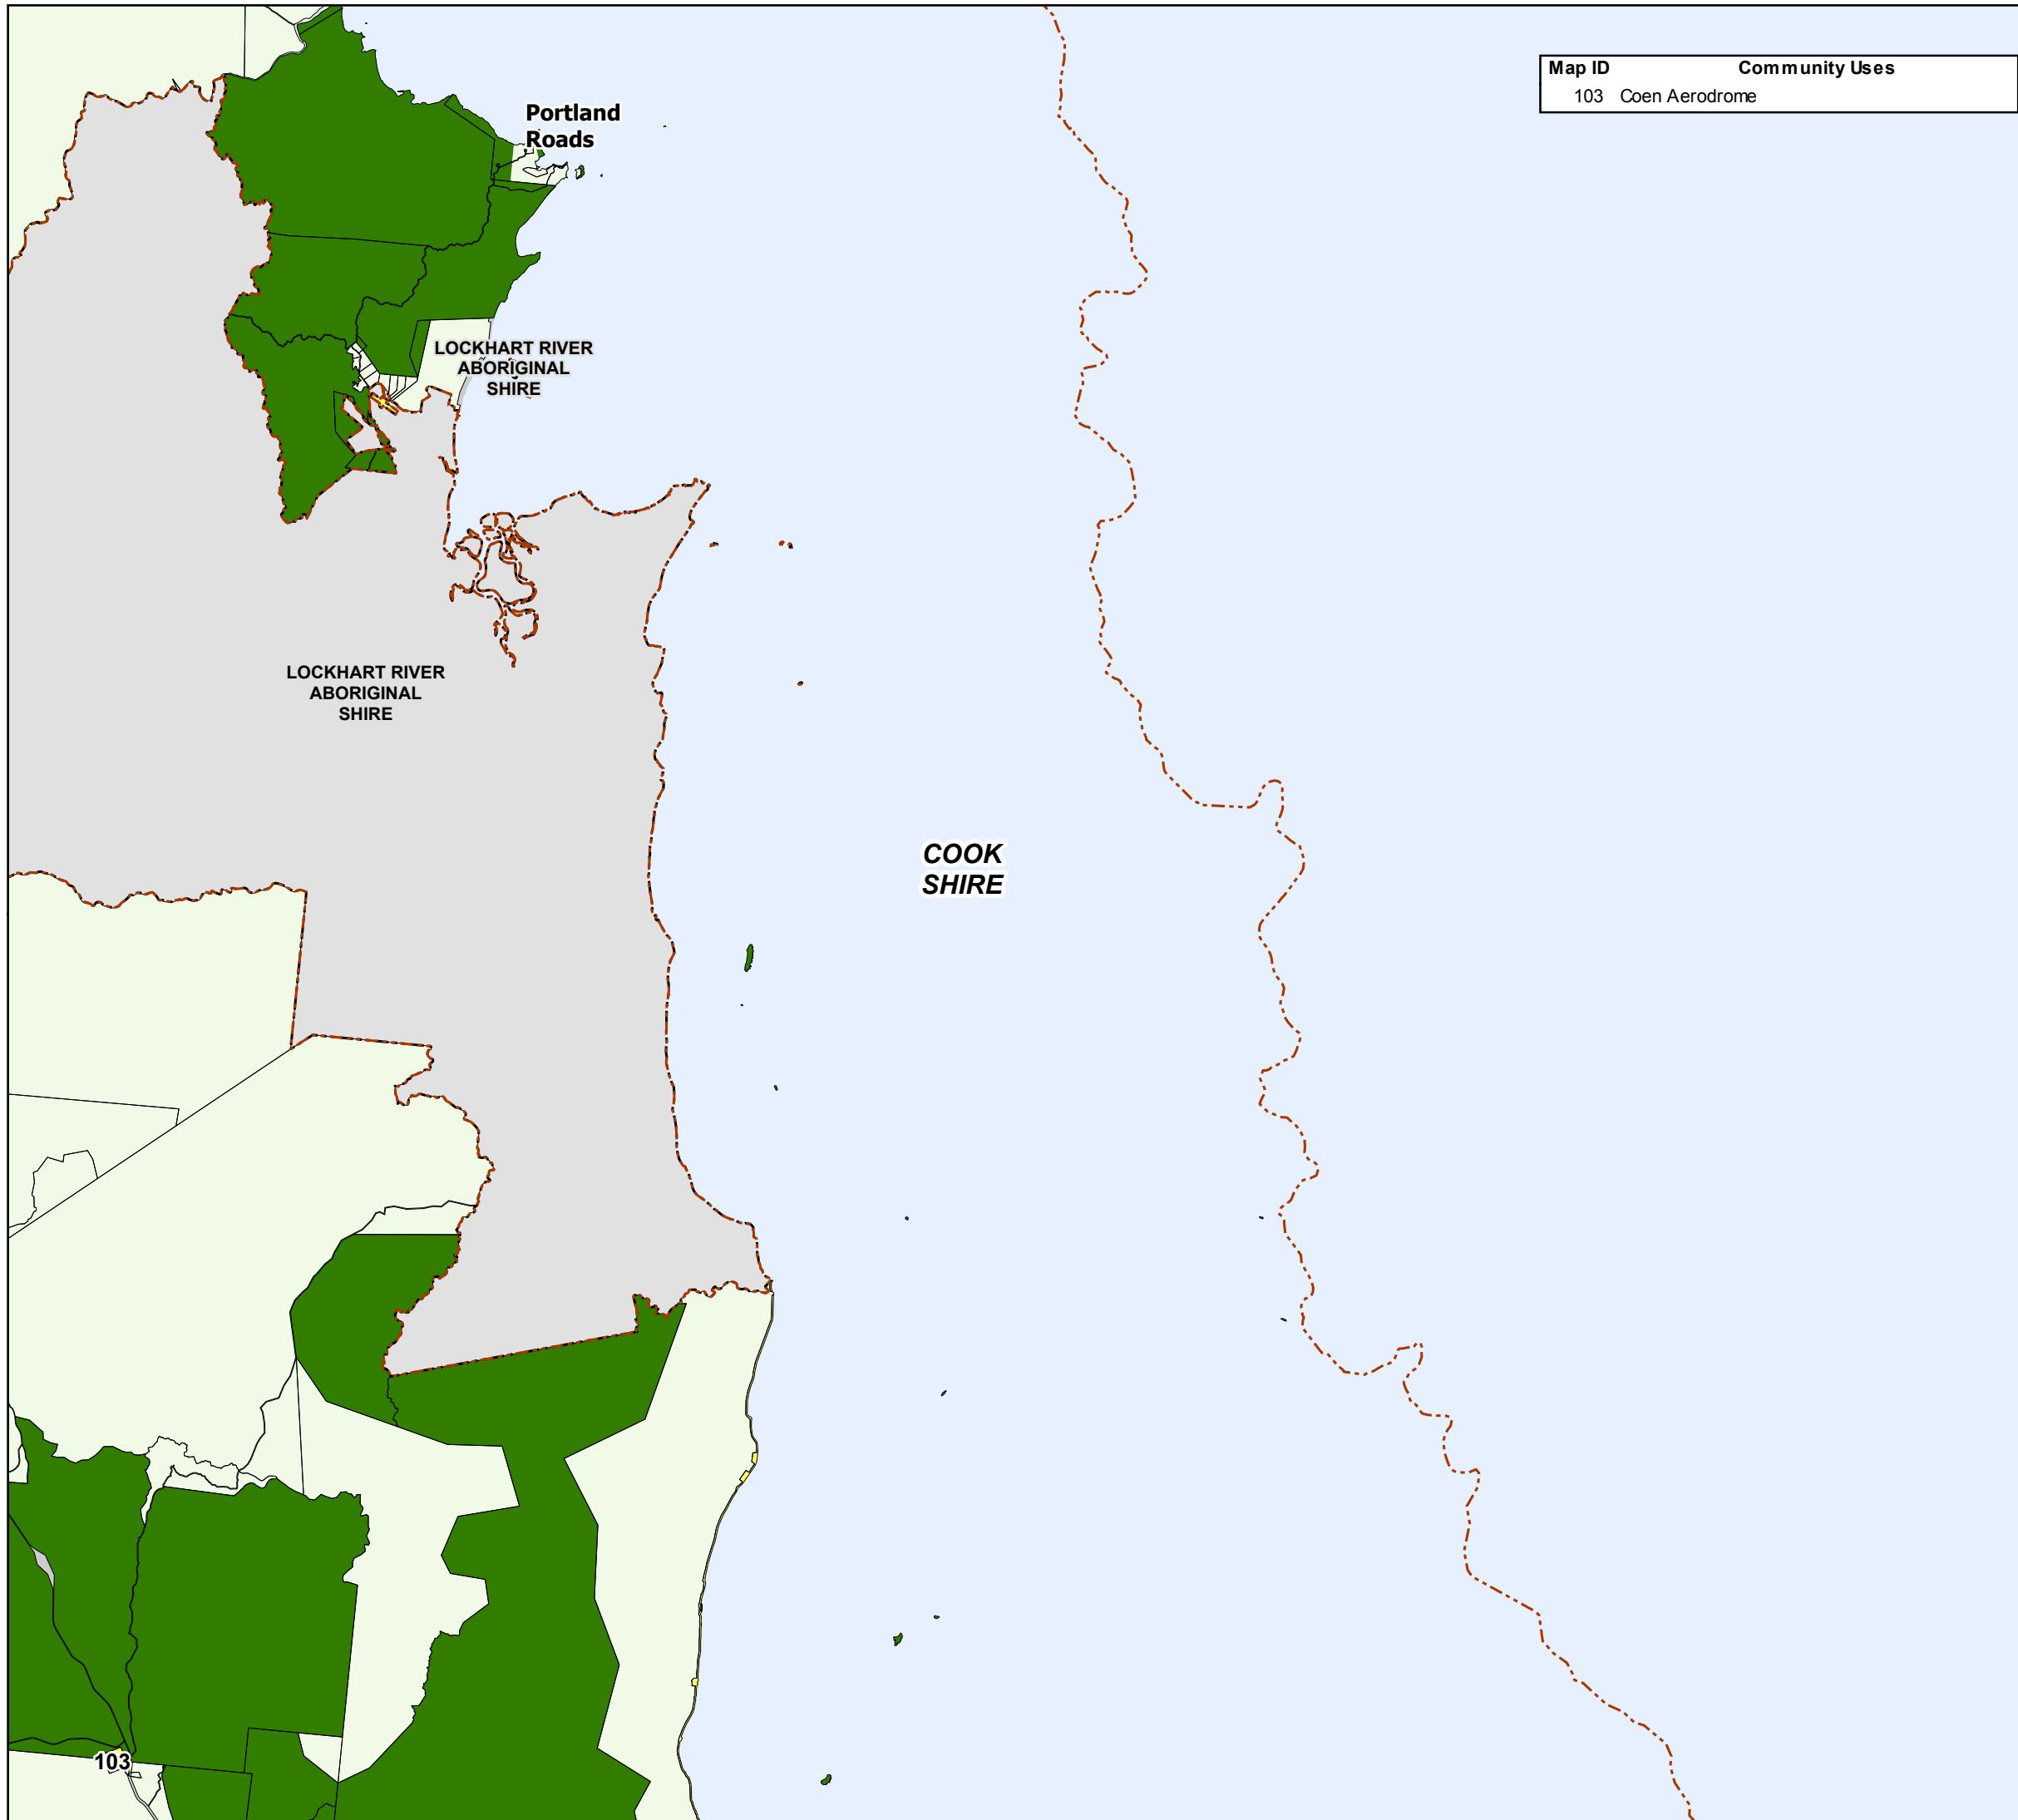 Map ID Community Uses
103 Coen Aerodrome
Portland
Roads
LOCKHART RIVER
ABORIGINAL
SHIRE
LOCKHART RIVER
ABORIGINAL
SHIRE
COOK
SHIRE
103